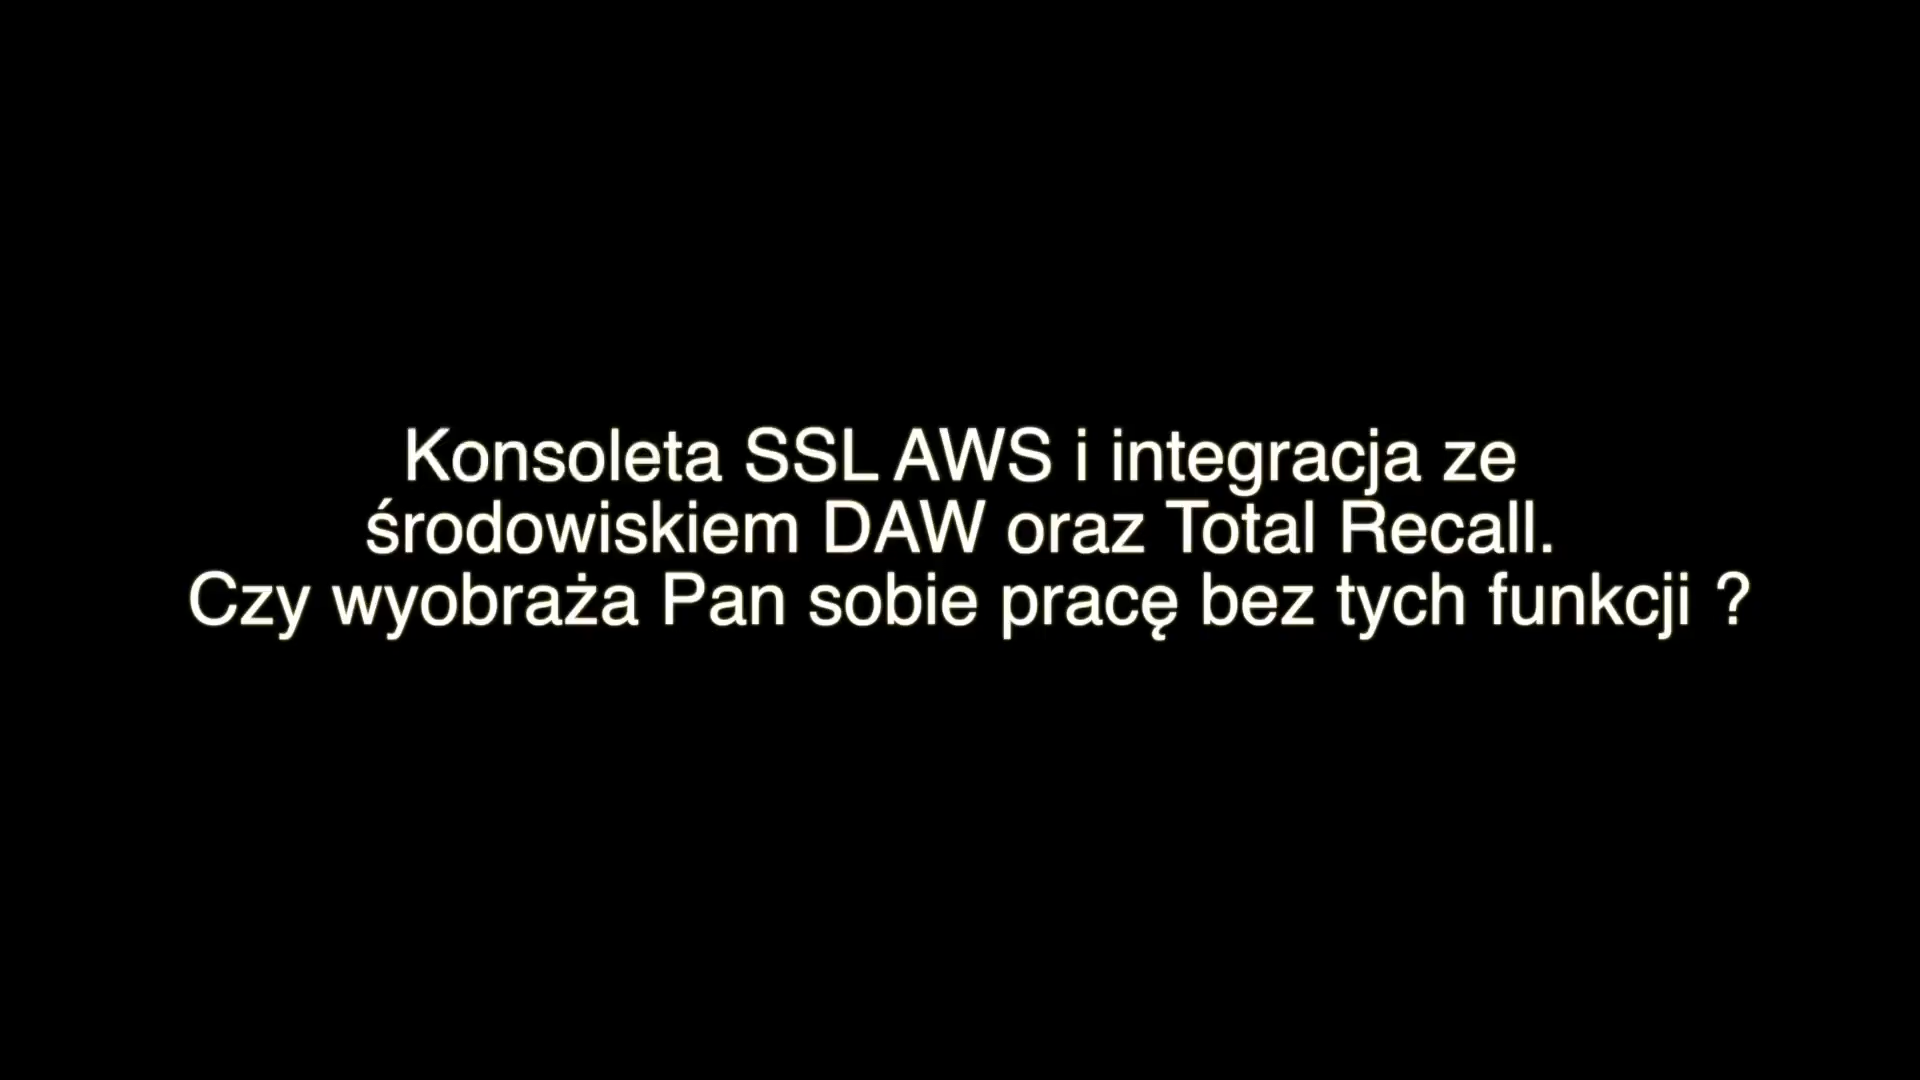 Konsoleta SSL AWS i integracja ze
środowiskiem DAW oraz Total Recall.
Czy wyobraża Pan sobie pracę bez tych funkcji ?